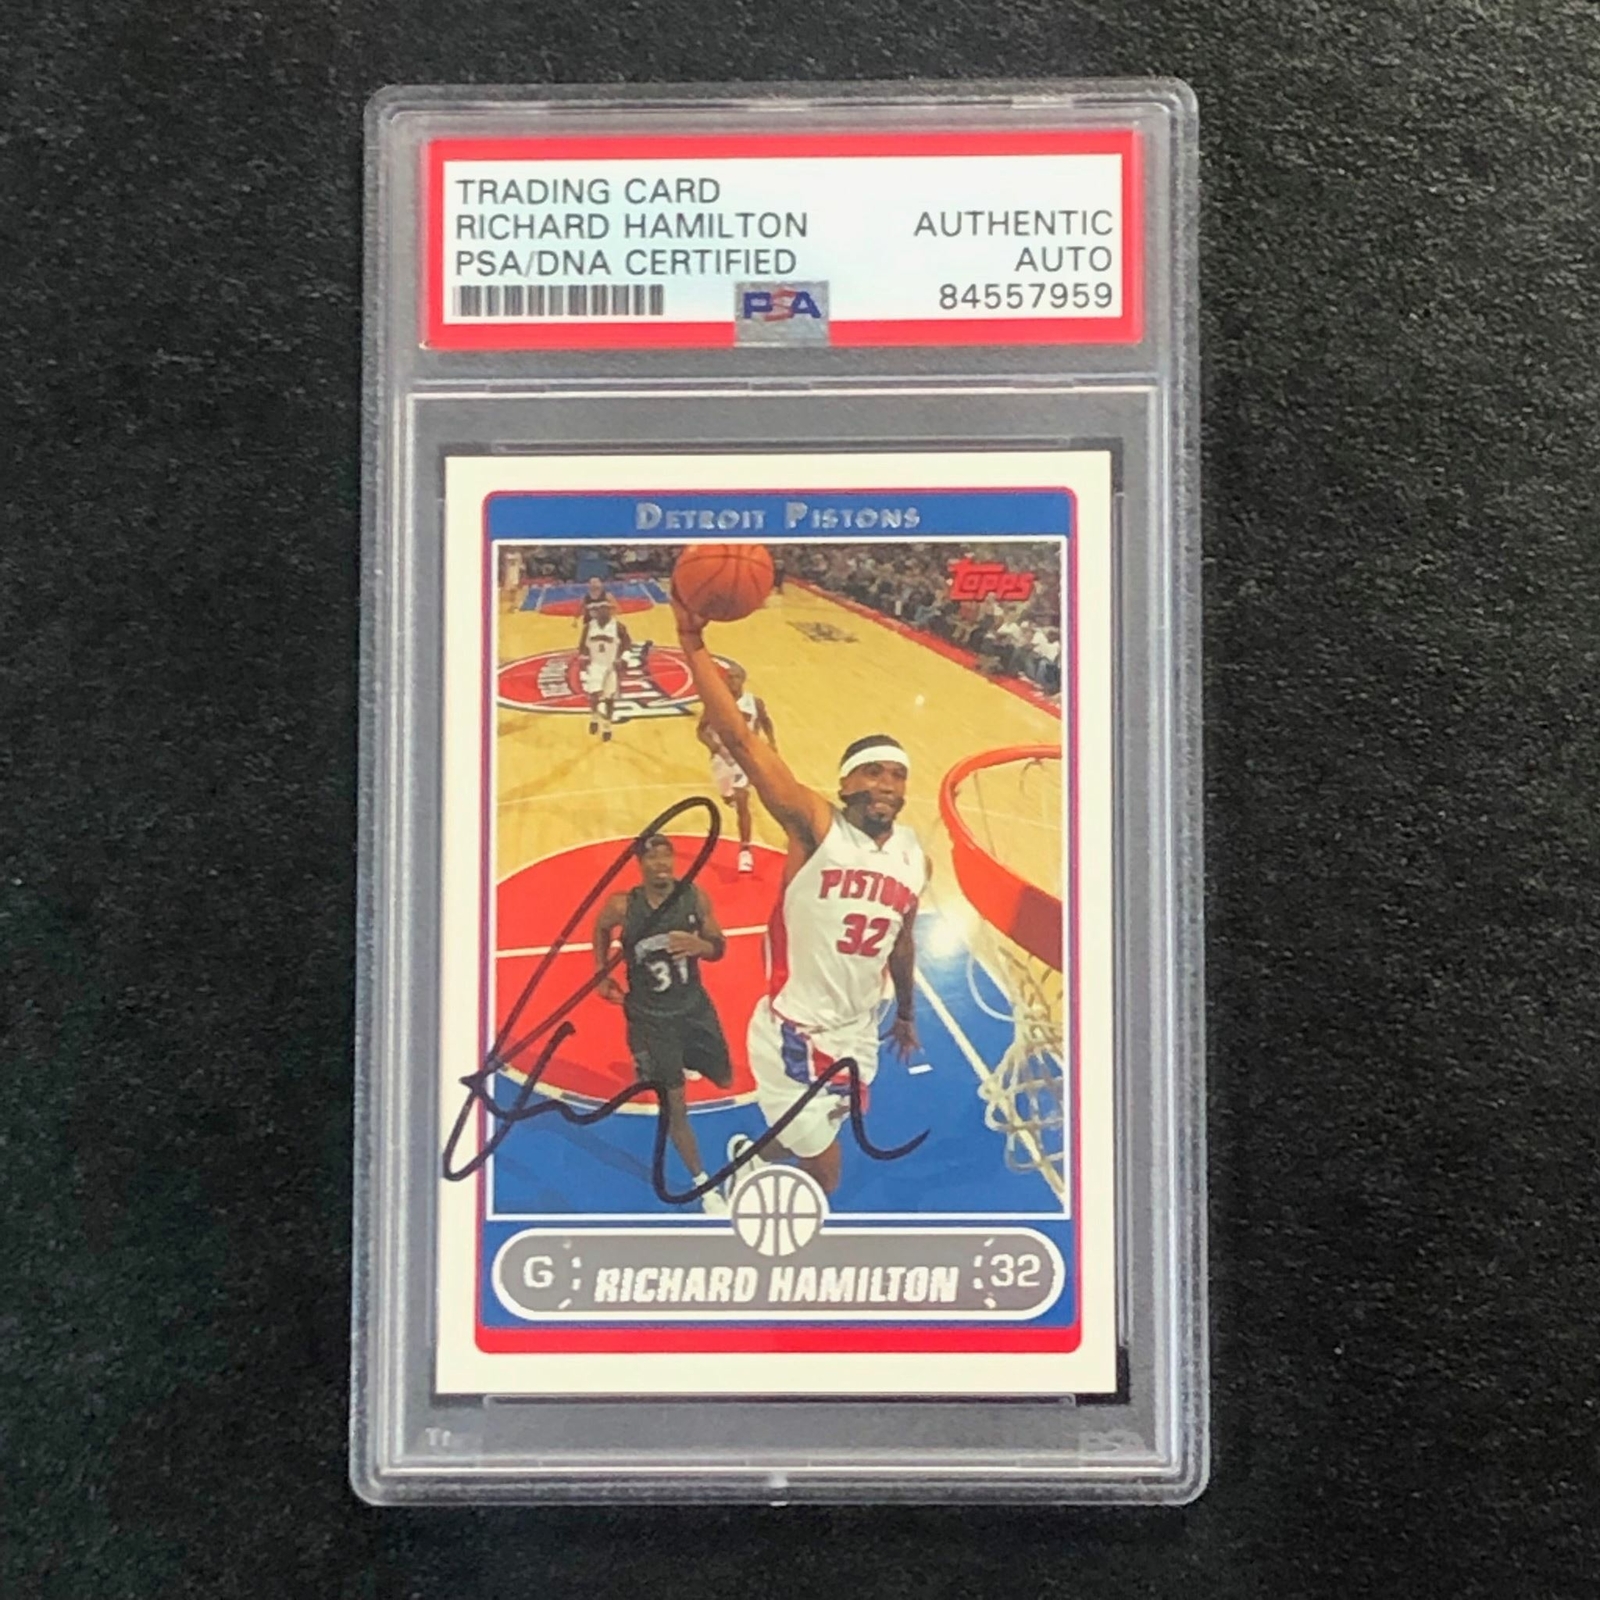 TRADING CARD
RICHARD HAMILTON
PSA/DNA CERTIFIED
AUTHENTIC
AUTO
84557959
PSA
DETROIT PISTONS
Topps
PISTONS
32
31
G RICHARD HAMILTON 32
PSA